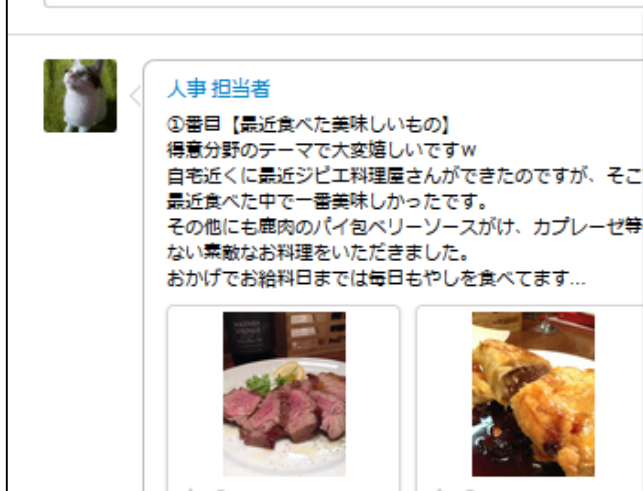 人事 担当者
①番目【最近食べた美味しいもの】
得意分野のテーマで大変嬉しいですｗ
自宅近くに最近ジビエ料理屋さんができたのですが、そこ
最近食べた中で一番美味しかったです。
その他にも鹿肉のパイ包ベリーソースがけ、カプレーゼ等
ない素敵なお料理をいただきました。
おかげでお給料日までは毎日もやしを食べてます...